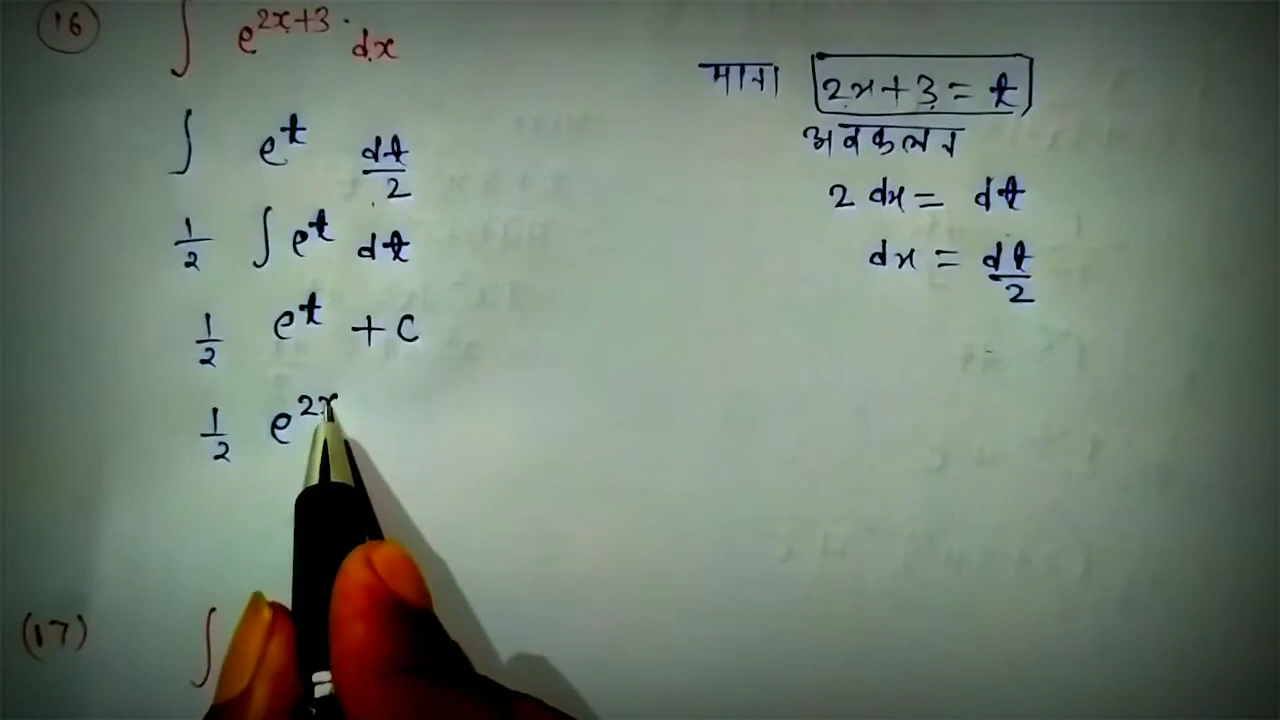 (16) ∫ e^{2x+3} · dx
∫ e^t dt/2
1/2 ∫ e^t dt
1/2 e^t + c
1/2 e^{2x
माना 2x+3 = t
अवकलन
2 dx = dt
dx = dt/2
(17) ∫